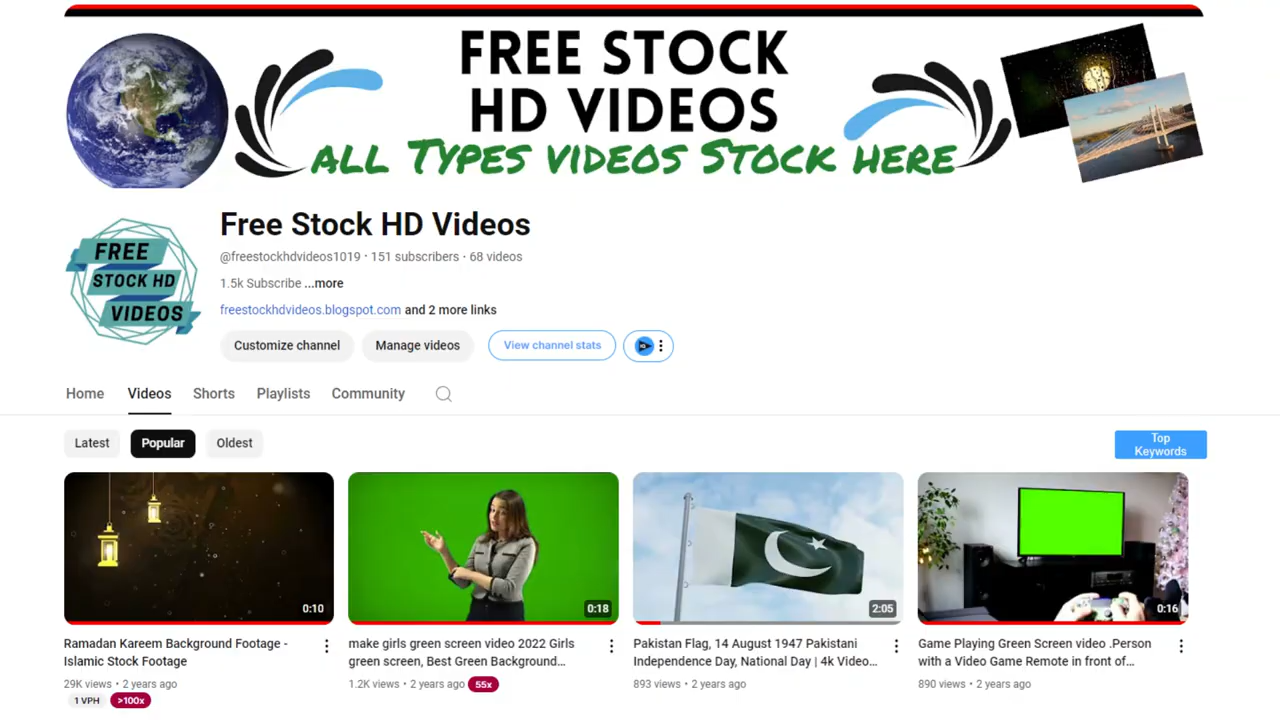 FREE STOCK
HD VIDEOS
ALL TYPES VIDEOS STOCK HERE
FREE
STOCK HD
VIDEOS
Free Stock HD Videos
@freestockhdvideos1019 · 151 subscribers · 68 videos
1.5k Subscribe ...more
freestockhdvideos.blogspot.com and 2 more links
Customize channel
Manage videos
View channel stats
Home
Videos
Shorts
Playlists
Community
Latest
Popular
Oldest
Top
Keywords
0:10
0:18
2:05
0:16
Ramadan Kareem Background Footage -
Islamic Stock Footage
29K views · 2 years ago
1 VPH >100x
make girls green screen video 2022 Girls
green screen, Best Green Background...
1.2K views · 2 years ago 55x
Pakistan Flag, 14 August 1947 Pakistani
Independence Day, National Day | 4k Video...
893 views · 2 years ago
Game Playing Green Screen video .Person
with a Video Game Remote in front of...
890 views · 2 years ago